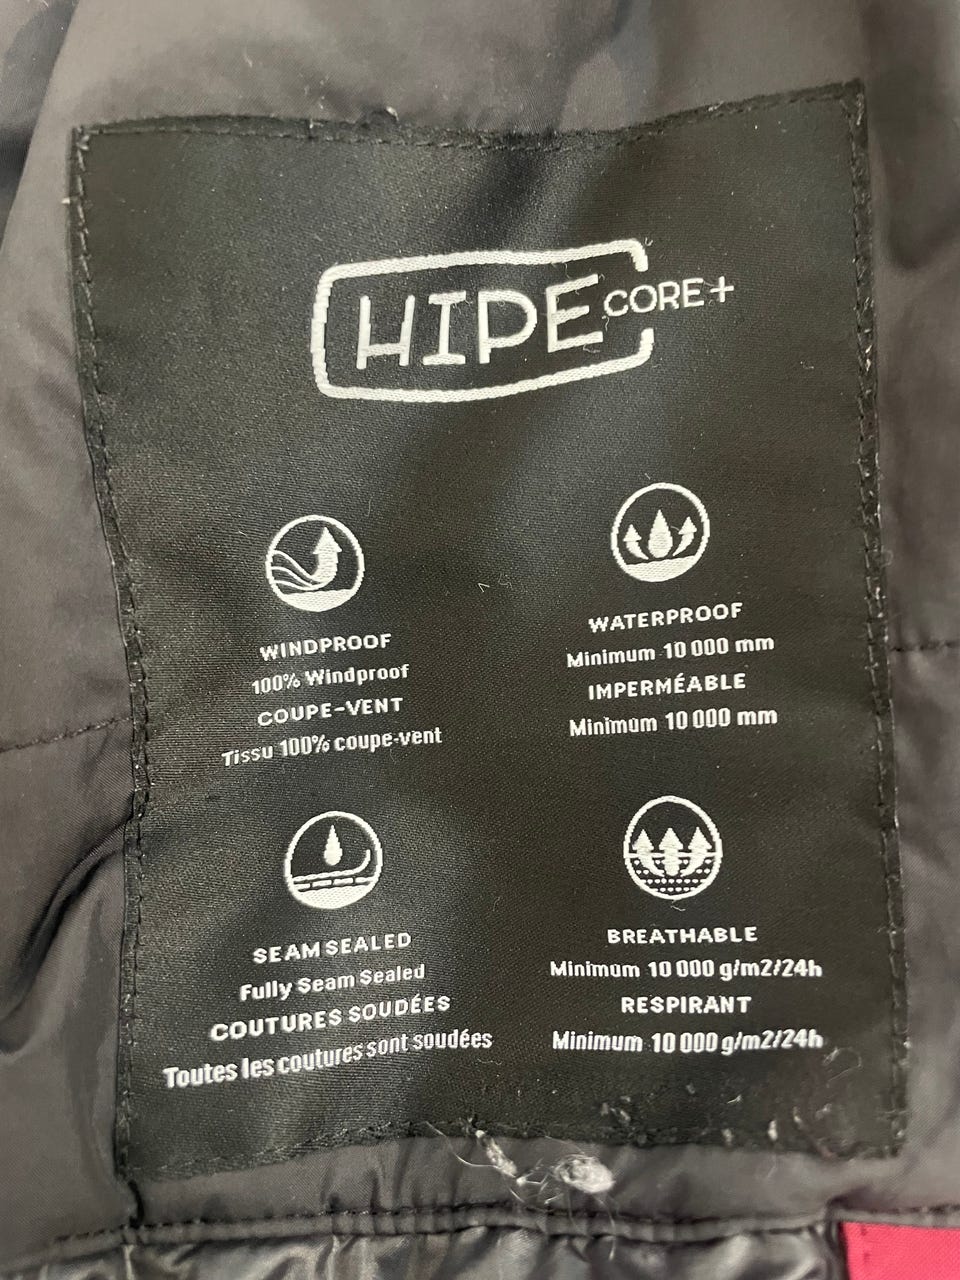 HIPE CORE+
WINDPROOF
100% Windproof
COUPE-VENT
Tissu 100% coupe-vent
WATERPROOF
Minimum 10 000 mm
IMPERMÉABLE
Minimum 10 000 mm
SEAM SEALED
Fully Seam Sealed
COUTURES SOUDÉES
Toutes les coutures sont soudées
BREATHABLE
Minimum 10 000 g/m2/24h
RESPIRANT
Minimum 10 000 g/m2/24h